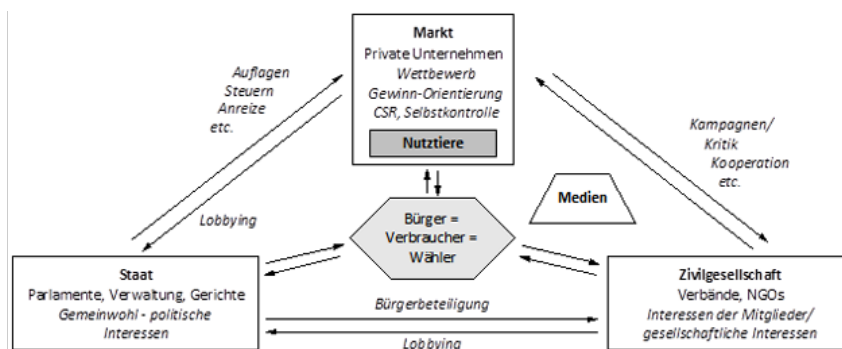 Markt
Private Unternehmen
Wettbewerb
Gewinn-Orientierung
CSR, Selbstkontrolle
Nutztiere
Auflagen
Steuern
Anreize
etc.
Lobbying
Kampagnen/
Kritik
Kooperation
etc.
Medien
Bürger =
Verbraucher =
Wähler
Staat
Parlamente, Verwaltung, Gerichte
Gemeinwohl - politische
Interessen
Bürgerbeteiligung
Lobbying
Zivilgesellschaft
Verbände, NGOs
Interessen der Mitglieder/
gesellschaftliche Interessen